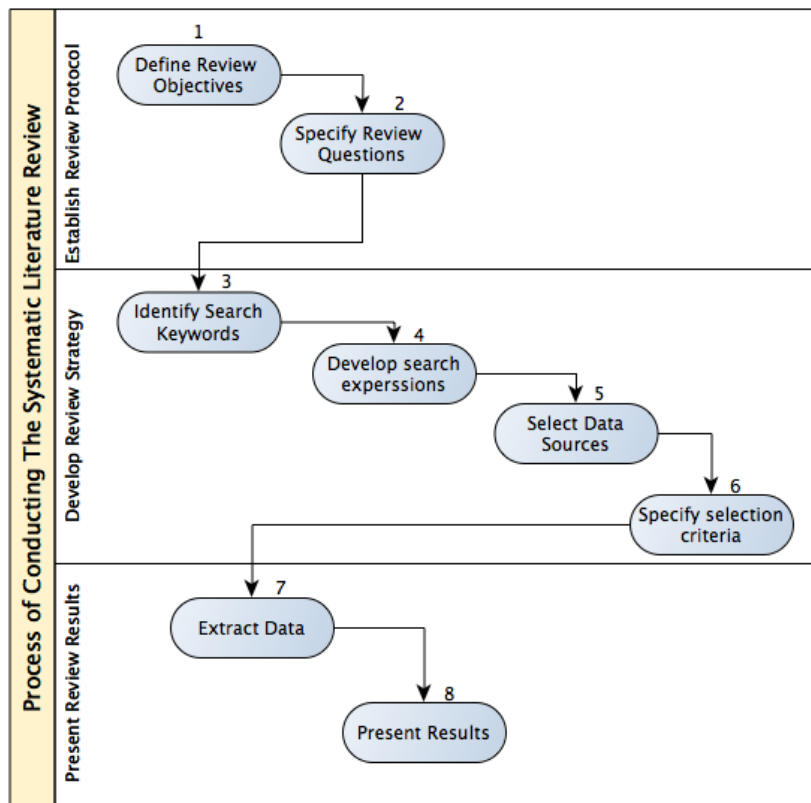 Process of Conducting The Systematic Literature Review
Establish Review Protocol
1
Define Review
Objectives
2
Specify Review
Questions
Develop Review Strategy
3
Identify Search
Keywords
4
Develop search
experssions
5
Select Data
Sources
6
Specify selection
criteria
Present Review Results
7
Extract Data
8
Present Results